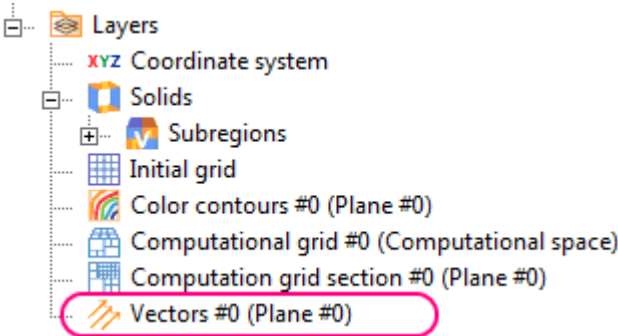 Layers
XYZ Coordinate system
Solids
V Subregions
Initial grid
Color contours #0 (Plane #0)
Computational grid #0 (Computational space)
Computation grid section #0 (Plane #0)
Vectors #0 (Plane #0)